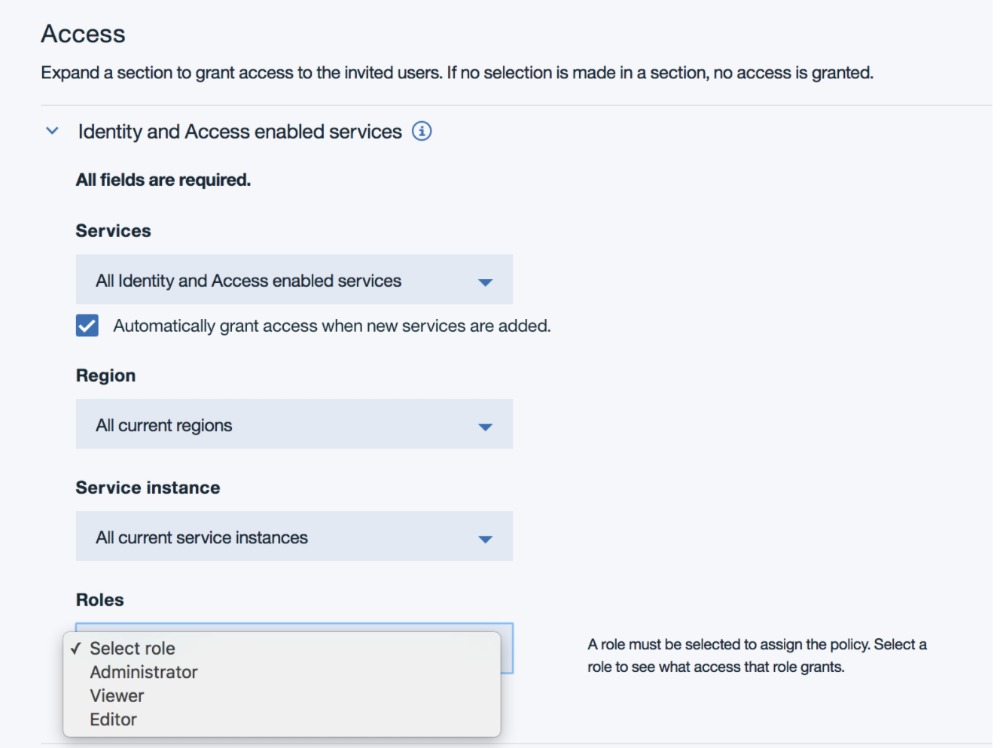 Access
Expand a section to grant access to the invited users. If no selection is made in a section, no access is granted.
Identity and Access enabled services
All fields are required.
Services
All Identity and Access enabled services
Automatically grant access when new services are added.
Region
All current regions
Service instance
All current service instances
Roles
Select role
Administrator
Viewer
Editor
A role must be selected to assign the policy. Select a
role to see what access that role grants.